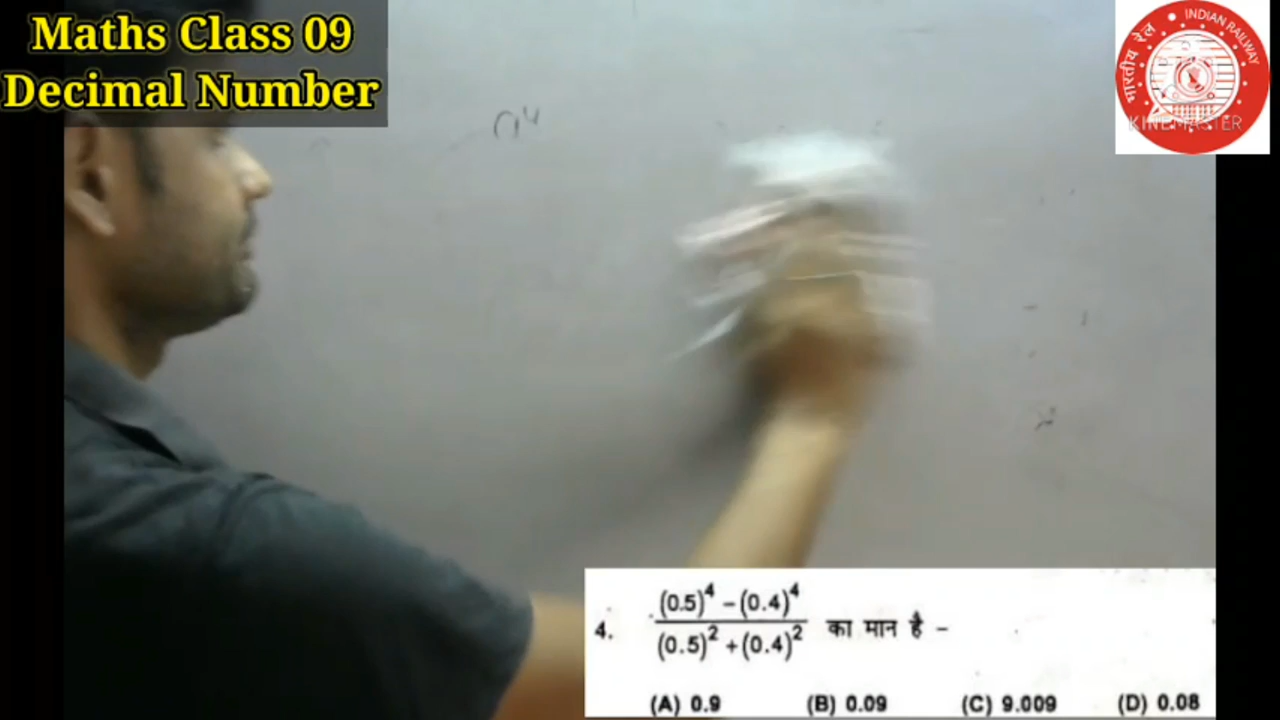 Maths Class 09
Decimal Number
भारतीय रेल INDIAN RAILWAY
KINEMASTER
a⁴
4. (0.5)⁴ − (0.4)⁴ / (0.5)² + (0.4)² का मान है −
(A) 0.9 (B) 0.09 (C) 9.009 (D) 0.08